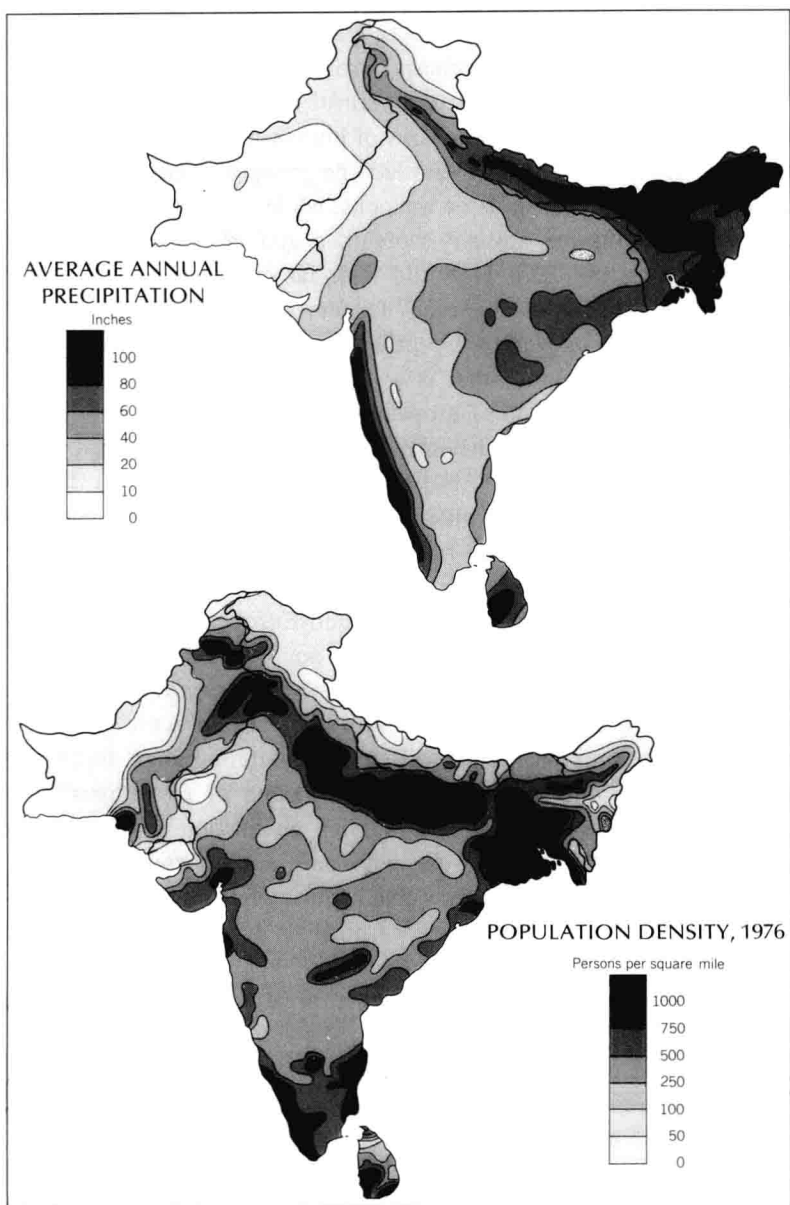 AVERAGE ANNUAL
PRECIPITATION
Inches
100
80
60
40
20
10
0
POPULATION DENSITY, 1976
Persons per square mile
1000
750
500
250
100
50
0